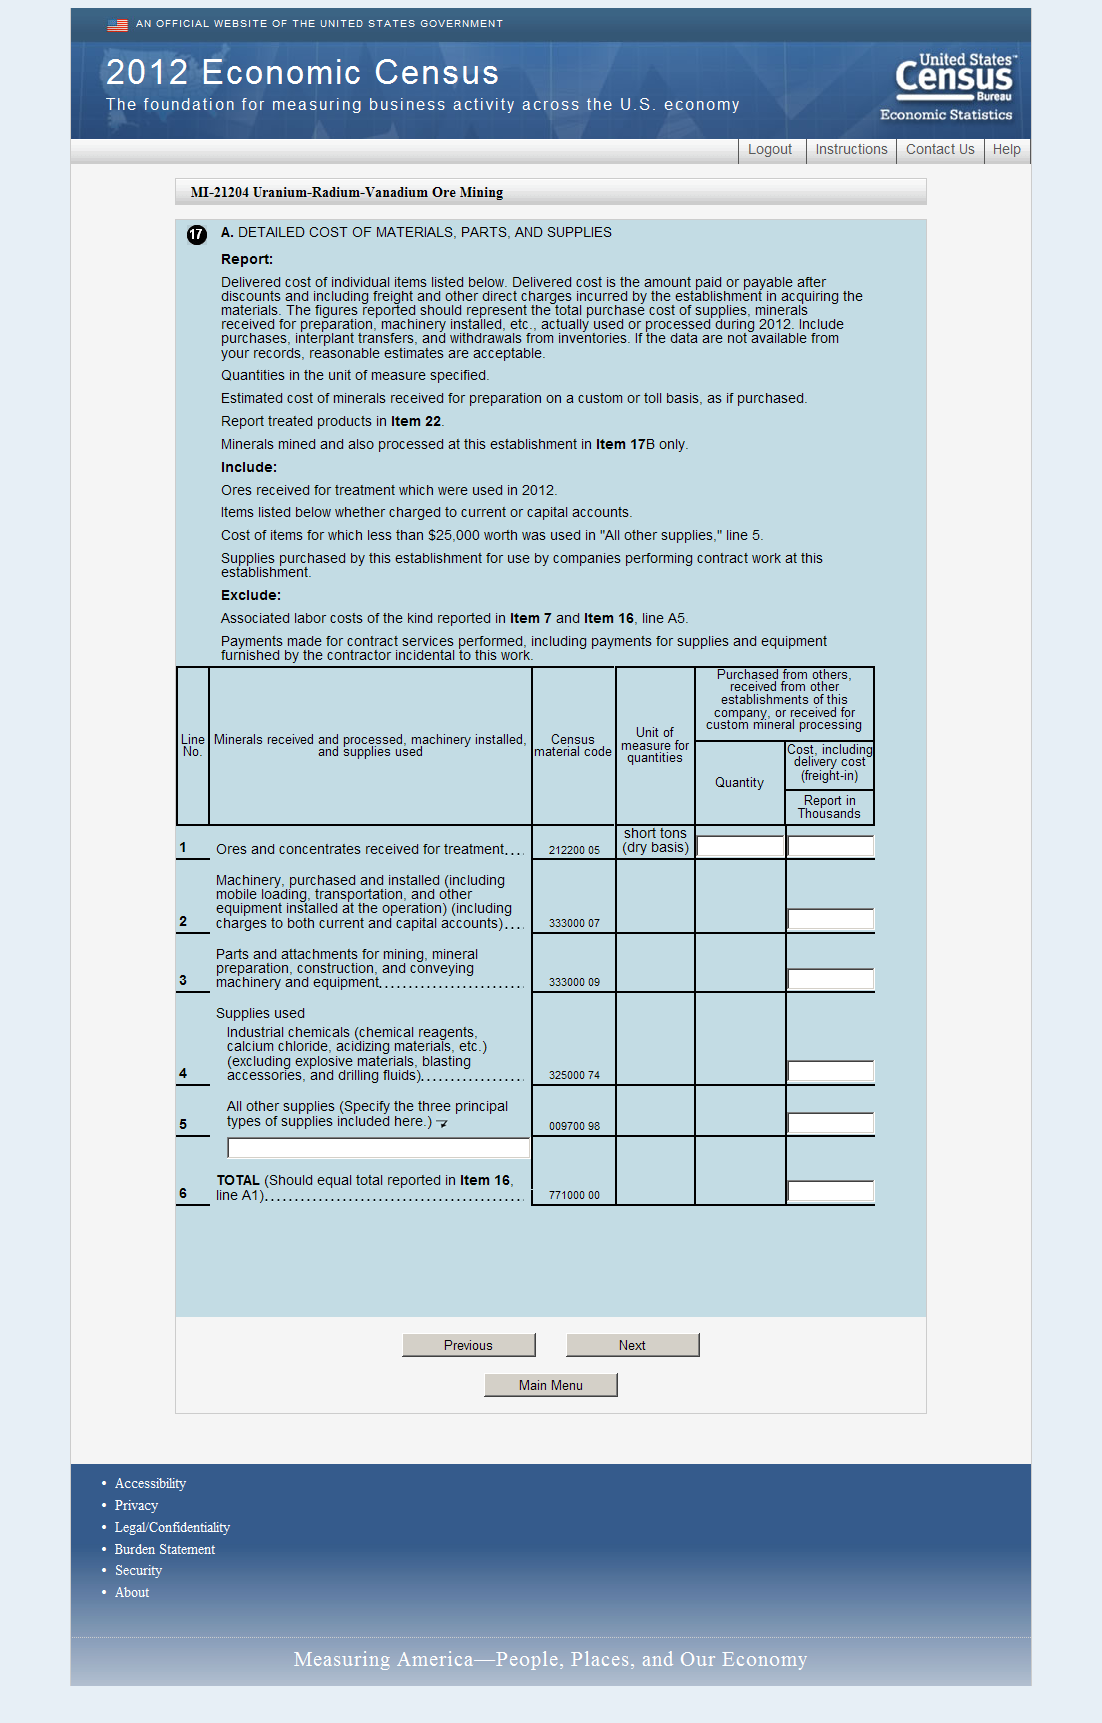 AN OFFICIAL WEBSITE OF THE UNITED STATES GOVERNMENT
2012 Economic Census
The foundation for measuring business activity across the U.S. economy
United States™
Census
Bureau
Economic Statistics
Logout Instructions Contact Us Help
MI-21204 Uranium-Radium-Vanadium Ore Mining
17 A. DETAILED COST OF MATERIALS, PARTS, AND SUPPLIES
Report:
Delivered cost of individual items listed below. Delivered cost is the amount paid or payable after
discounts and including freight and other direct charges incurred by the establishment in acquiring the
materials. The figures reported should represent the total purchase cost of supplies, minerals
received for preparation, machinery installed, etc., actually used or processed during 2012. Include
purchases, interplant transfers, and withdrawals from inventories. If the data are not available from
your records, reasonable estimates are acceptable.
Quantities in the unit of measure specified.
Estimated cost of minerals received for preparation on a custom or toll basis, as if purchased.
Report treated products in Item 22.
Minerals mined and also processed at this establishment in Item 17B only.
Include:
Ores received for treatment which were used in 2012.
Items listed below whether charged to current or capital accounts.
Cost of items for which less than $25,000 worth was used in "All other supplies," line 5.
Supplies purchased by this establishment for use by companies performing contract work at this
establishment.
Exclude:
Associated labor costs of the kind reported in Item 7 and Item 16, line A5.
Payments made for contract services performed, including payments for supplies and equipment
furnished by the contractor incidental to this work.
Line
No.
Minerals received and processed, machinery installed,
and supplies used
Census
material code
Unit of
measure for
quantities
Purchased from others,
received from other
establishments of this
company, or received for
custom mineral processing
Quantity
Cost, including
delivery cost
(freight-in)
Report in
Thousands
1 Ores and concentrates received for treatment.... 212200 05
short tons
(dry basis)
Machinery, purchased and installed (including
mobile loading, transportation, and other
equipment installed at the operation) (including
2 charges to both current and capital accounts).... 333000 07
Parts and attachments for mining, mineral
preparation, construction, and conveying
3 machinery and equipment........................ 333000 09
Supplies used
Industrial chemicals (chemical reagents,
calcium chloride, acidizing materials, etc.)
(excluding explosive materials, blasting
4 accessories, and drilling fluids).................. 325000 74
All other supplies (Specify the three principal
5 types of supplies included here.) 009700 98
TOTAL (Should equal total reported in Item 16,
6 line A1)........................................... 771000 00
Previous Next
Main Menu
• Accessibility
• Privacy
• Legal/Confidentiality
• Burden Statement
• Security
• About
Measuring America—People, Places, and Our Economy